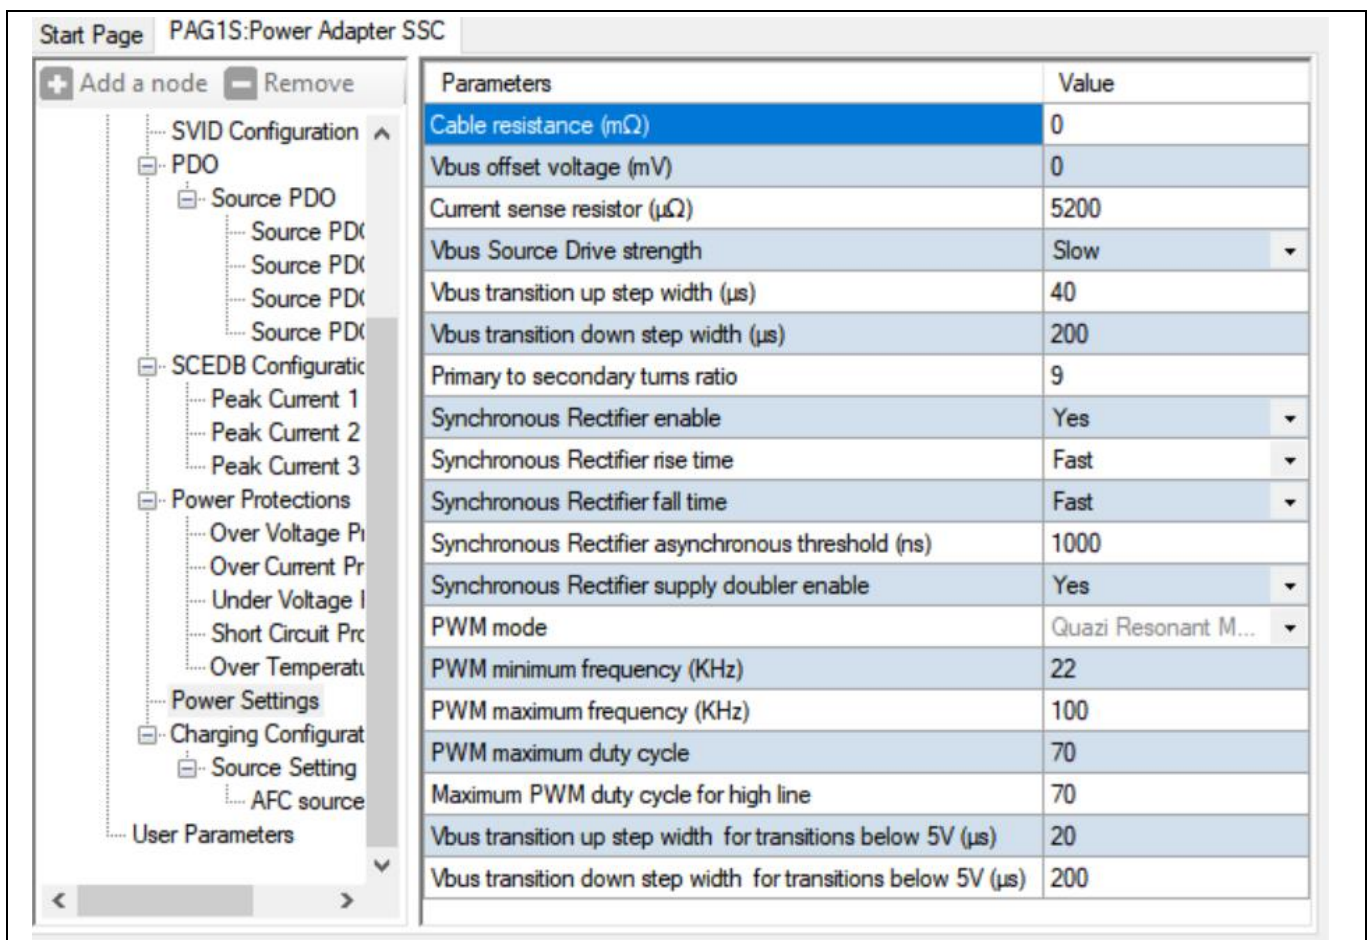 Start Page PAG1S:Power Adapter SSC
Add a node Remove
SVID Configuration
PDO
Source PDO
Source PD
Source PD
Source PD
Source PD
SCEDB Configuratic
Peak Current 1
Peak Current 2
Peak Current 3
Power Protections
Over Voltage P
Over Current Pr
Under Voltage
Short Circuit Prc
Over Temperatu
Power Settings
Charging Configurat
Source Setting
AFC source
User Parameters
Parameters Value
Cable resistance (mΩ) 0
Vbus offset voltage (mV) 0
Current sense resistor (μΩ) 5200
Vbus Source Drive strength Slow
Vbus transition up step width (μs) 40
Vbus transition down step width (μs) 200
Primary to secondary turns ratio 9
Synchronous Rectifier enable Yes
Synchronous Rectifier rise time Fast
Synchronous Rectifier fall time Fast
Synchronous Rectifier asynchronous threshold (ns) 1000
Synchronous Rectifier supply doubler enable Yes
PWM mode Quazi Resonant M...
PWM minimum frequency (KHz) 22
PWM maximum frequency (KHz) 100
PWM maximum duty cycle 70
Maximum PWM duty cycle for high line 70
Vbus transition up step width for transitions below 5V (μs) 20
Vbus transition down step width for transitions below 5V (μs) 200